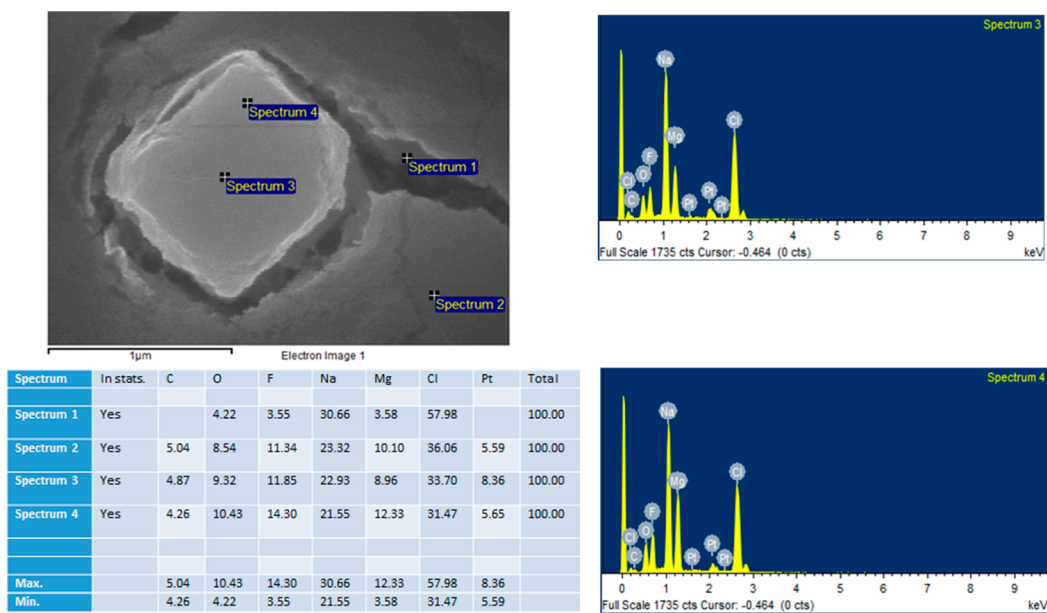 Spectrum 4
Spectrum 1
Spectrum 3
Spectrum 2
1µm Electron Image 1
Spectrum 3
Na
Cl
Mg
F
O
Cl
C
Pt
Pt
Pt
0 1 2 3 4 5 6 7 8 9
Full Scale 1735 cts Cursor: -0.464 (0 cts) keV
Spectrum In stats. C O F Na Mg Cl Pt Total
Spectrum 1 Yes 4.22 3.55 30.66 3.58 57.98 100.00
Spectrum 2 Yes 5.04 8.54 11.34 23.32 10.10 36.06 5.59 100.00
Spectrum 3 Yes 4.87 9.32 11.85 22.93 8.96 33.70 8.36 100.00
Spectrum 4 Yes 4.26 10.43 14.30 21.55 12.33 31.47 5.65 100.00
Max. 5.04 10.43 14.30 30.66 12.33 57.98 8.36
Min. 4.26 4.22 3.55 21.55 3.58 31.47 5.59
Spectrum 4
Na
Cl
Mg
F
O
Cl
C
Pt
Pt
Pt
0 1 2 3 4 5 6 7 8 9
Full Scale 1735 cts Cursor: -0.464 (0 cts) keV